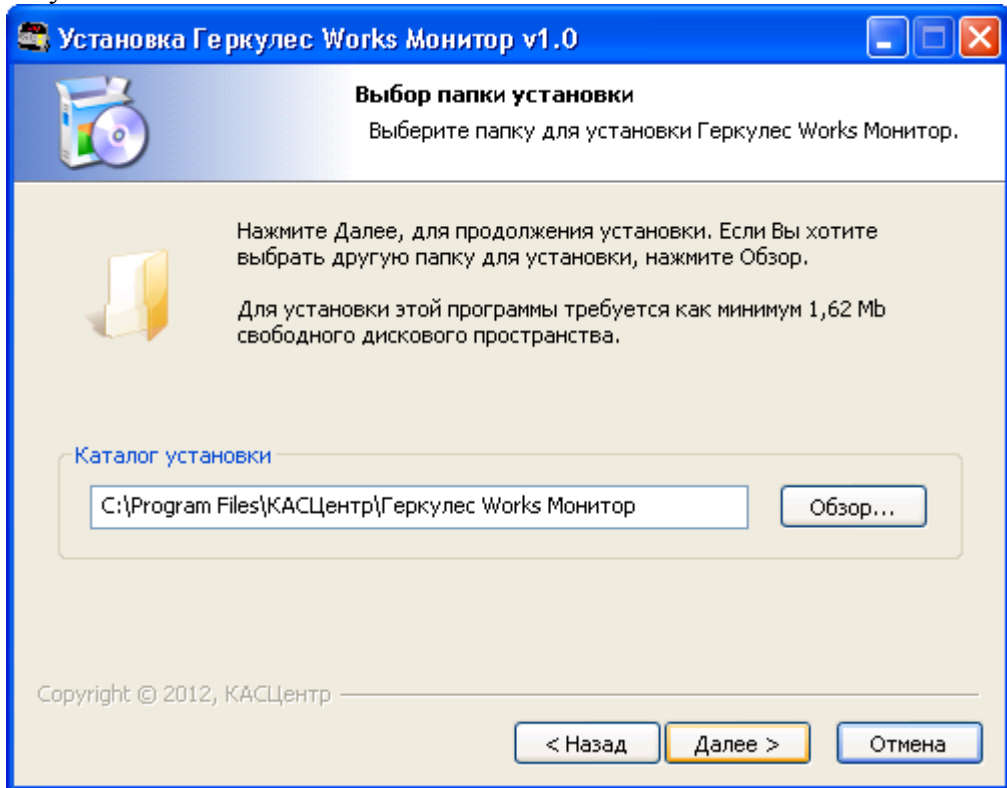 Установка Геркулес Works Монитор v1.0
Выбор папки установки
Выберите папку для установки Геркулес Works Монитор.
Нажмите Далее, для продолжения установки. Если Вы хотите
выбрать другую папку для установки, нажмите Обзор.
Для установки этой программы требуется как минимум 1,62 Mb
свободного дискового пространства.
Каталог установки
C:\Program Files\КАСЦентр\Геркулес Works Монитор
Обзор...
Copyright © 2012, КАСЦентр
< Назад
Далее >
Отмена